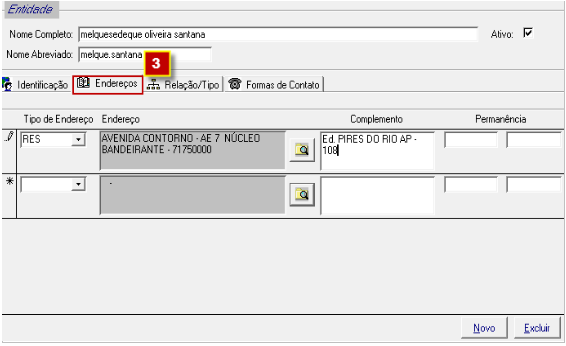 Entidade
Nome Completo: melquesedeque oliveira santana Ativo:
Nome Abreviado: melque.santana
3
Identificação Endereços Relação/Tipo Formas de Contato
Tipo de Endereço Endereço Complemento Permanência
RES AVENIDA CONTORNO - AE 7 NÚCLEO BANDEIRANTE - 71750000 Ed. PIRES DO RIO AP - 108
* -
Novo Excluir